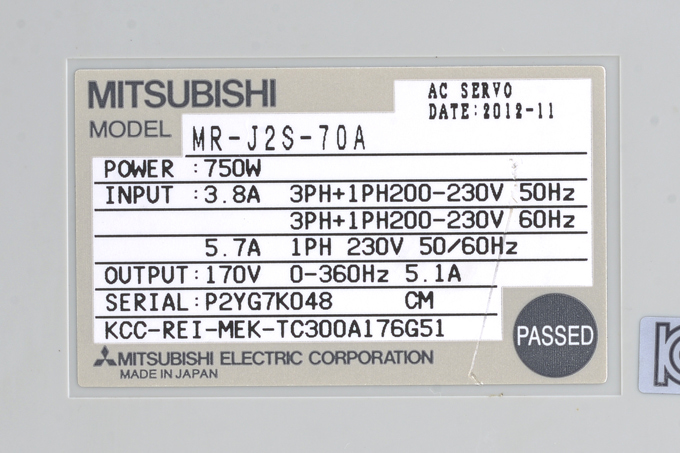 MITSUBISHI
AC SERVO
DATE:2012-11
MODEL MR-J2S-70A
POWER :750W
INPUT :3.8A 3PH+1PH200-230V 50Hz
3PH+1PH200-230V 60Hz
5.7A 1PH 230V 50/60Hz
OUTPUT:170V 0-360Hz 5.1A
SERIAL:P2YG7K048 CM
KCC-REI-MEK-TC300A176G51
PASSED
MITSUBISHI ELECTRIC CORPORATION
MADE IN JAPAN